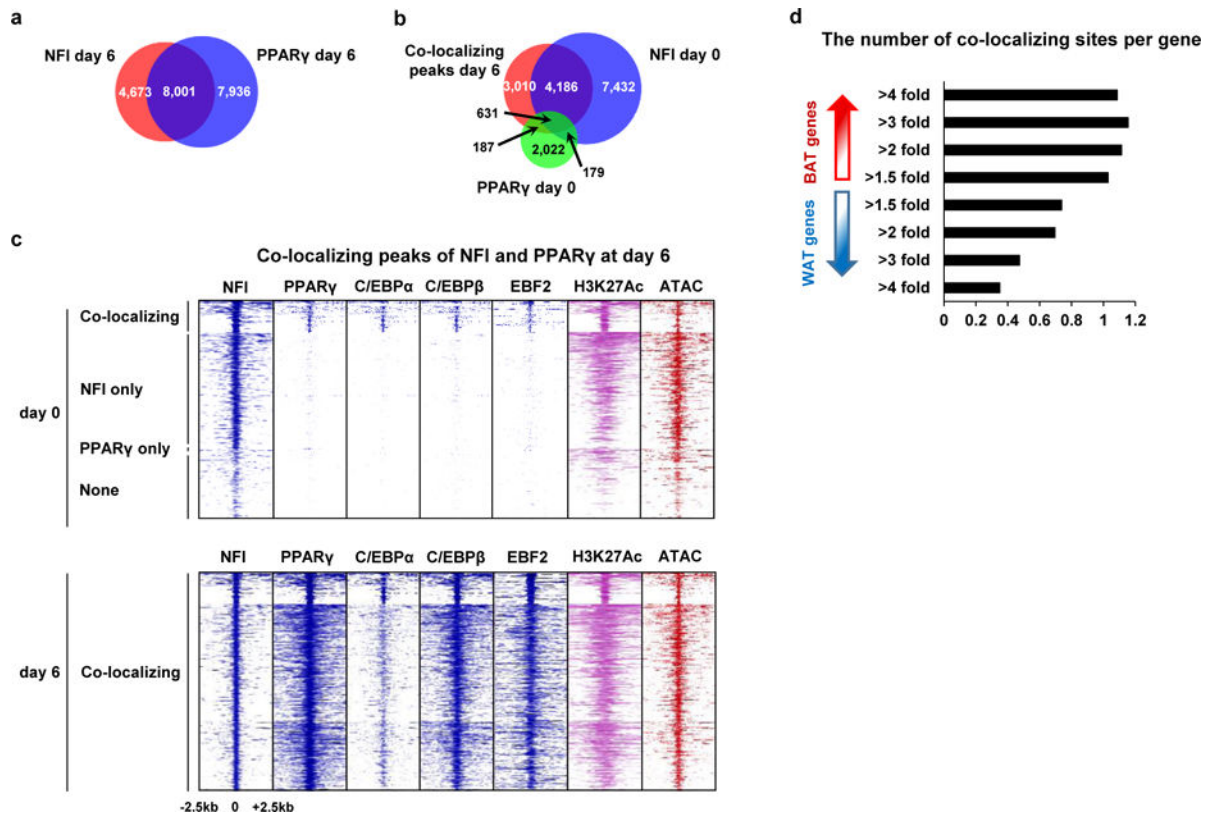 a
NFI day 6
PPARγ day 6
4,673
8,001
7,936
b
Co-localizing
peaks day 6
NFI day 0
3,010
4,186
7,432
631
187
2,022
179
PPARγ day 0
c
Co-localizing peaks of NFI and PPARγ at day 6
NFI PPARγ C/EBPα C/EBPβ EBF2 H3K27Ac ATAC
day 0
Co-localizing
NFI only
PPARγ only
None
NFI PPARγ C/EBPα C/EBPβ EBF2 H3K27Ac ATAC
day 6
Co-localizing
-2.5kb 0 +2.5kb
d
The number of co-localizing sites per gene
BAT genes
WAT genes
>4 fold
>3 fold
>2 fold
>1.5 fold
>1.5 fold
>2 fold
>3 fold
>4 fold
0 0.2 0.4 0.6 0.8 1 1.2